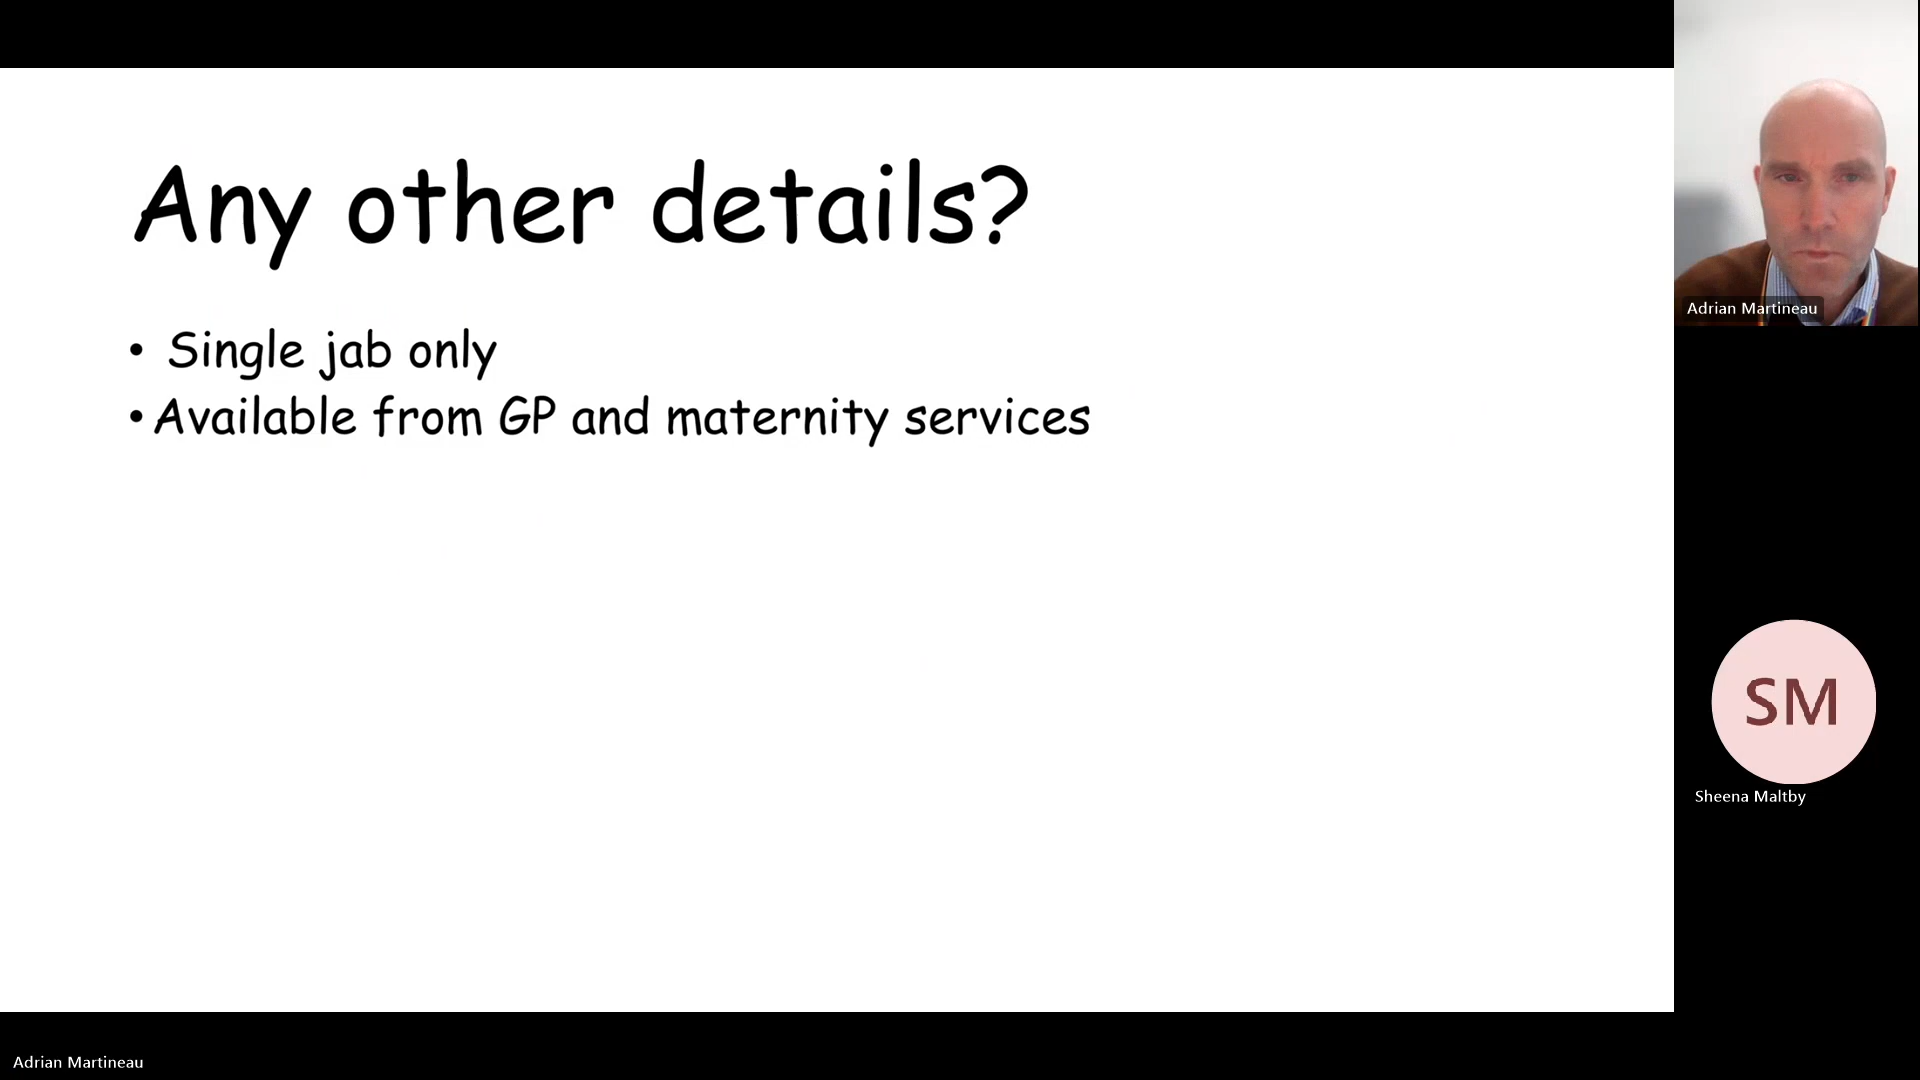 Any other details?
• Single jab only
• Available from GP and maternity services
Adrian Martineau
SM
Sheena Maltby
Adrian Martineau